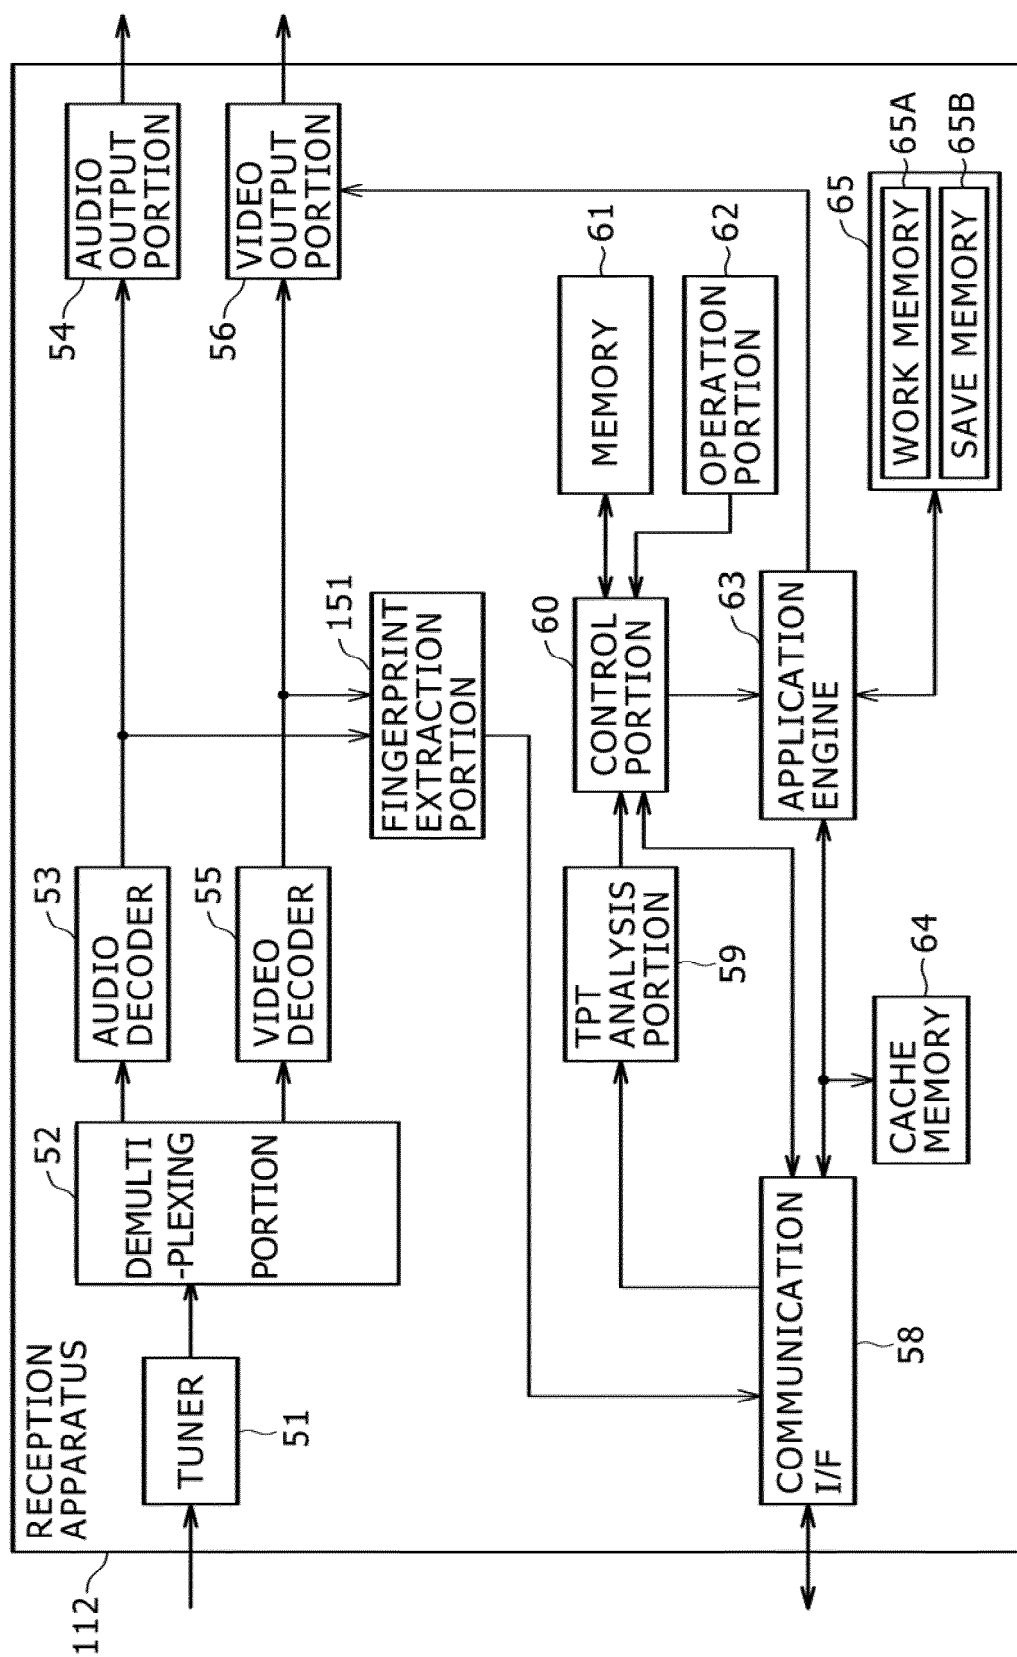 112
RECEPTION
APPARATUS
TUNER
51
52
DEMULTI
-PLEXING
PORTION
53
AUDIO
DECODER
55
VIDEO
DECODER
54
AUDIO
OUTPUT
PORTION
56
VIDEO
OUTPUT
PORTION
151
FINGERPRINT
EXTRACTION
PORTION
TPT
ANALYSIS
PORTION
59
60
CONTROL
PORTION
MEMORY
61
OPERATION
PORTION
62
COMMUNICATION
I/F
58
63
APPLICATION
ENGINE
CACHE
MEMORY
64
65
WORK MEMORY
65A
SAVE MEMORY
65B